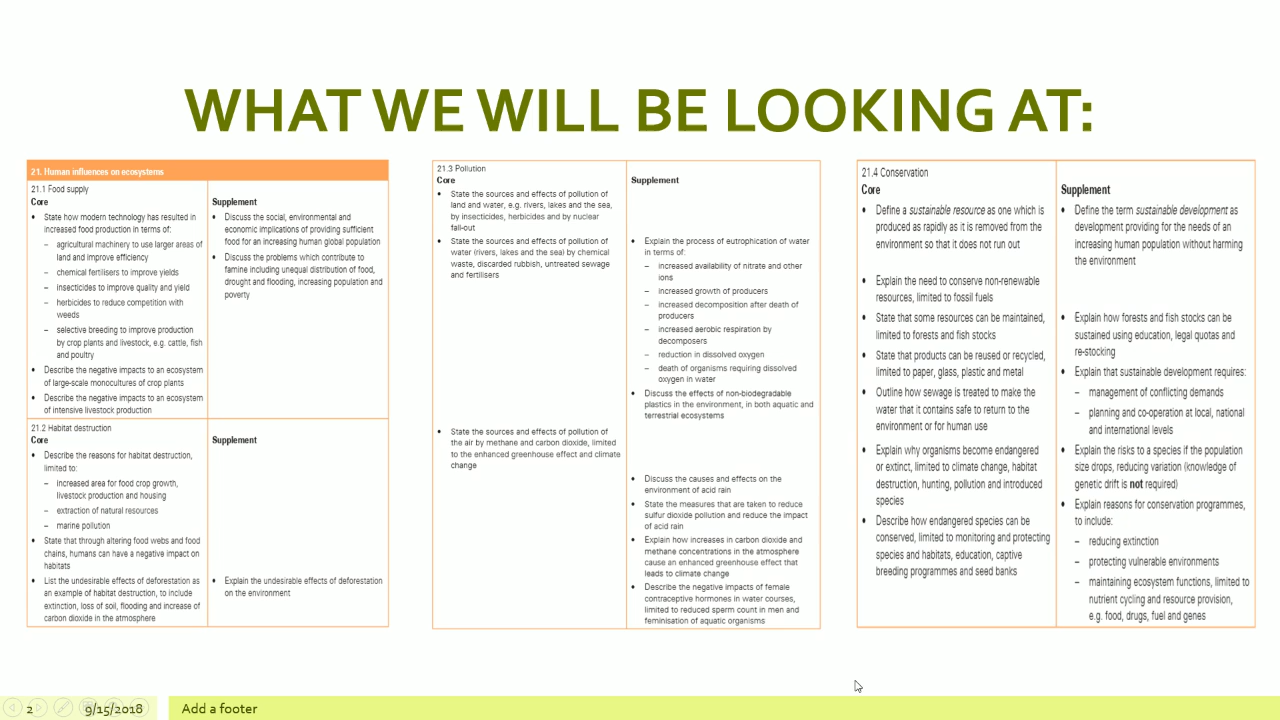 WHAT WE WILL BE LOOKING AT:
21. Human influences on ecosystems
21.1 Food supply
Core
• State how modern technology has resulted in
increased food production in terms of:
– agricultural machinery to use larger areas of
land and improve efficiency
– chemical fertilisers to improve yields
– insecticides to improve quality and yield
– herbicides to reduce competition with
weeds
– selective breeding to improve production
by crop plants and livestock, e.g. cattle, fish
and poultry
• Describe the negative impacts to an ecosystem
of large-scale monocultures of crop plants
• Describe the negative impacts to an ecosystem
of intensive livestock production
Supplement
• Discuss the social, environmental and
economic implications of providing sufficient
food for an increasing human global population
• Discuss the problems which contribute to
famine including unequal distribution of food,
drought and flooding, increasing population and
poverty
21.2 Habitat destruction
Core
• Describe the reasons for habitat destruction,
limited to:
– increased area for food crop growth,
livestock production and housing
– extraction of natural resources
– marine pollution
• State that through altering food webs and food
chains, humans can have a negative impact on
habitats
• List the undesirable effects of deforestation as
an example of habitat destruction, to include
extinction, loss of soil, flooding and increase of
carbon dioxide in the atmosphere
Supplement
• Explain the undesirable effects of deforestation
on the environment
21.3 Pollution
Core
• State the sources and effects of pollution of
land and water, e.g. rivers, lakes and the sea,
by insecticides, herbicides and by nuclear
fall-out
• State the sources and effects of pollution of
water (rivers, lakes and the sea) by chemical
waste, discarded rubbish, untreated sewage
and fertilisers
• State the sources and effects of pollution of
the air by methane and carbon dioxide, limited
to the enhanced greenhouse effect and climate
change
Supplement
• Explain the process of eutrophication of water
in terms of:
– increased availability of nitrate and other
ions
– increased growth of producers
– increased decomposition after death of
producers
– increased aerobic respiration by
decomposers
– reduction in dissolved oxygen
– death of organisms requiring dissolved
oxygen in water
• Discuss the effects of non-biodegradable
plastics in the environment, in both aquatic and
terrestrial ecosystems
• Discuss the causes and effects on the
environment of acid rain
• State the measures that are taken to reduce
sulfur dioxide pollution and reduce the impact
of acid rain
• Explain how increases in carbon dioxide and
methane concentrations in the atmosphere
cause an enhanced greenhouse effect that
leads to climate change
• Describe the negative impacts of female
contraceptive hormones in water courses,
limited to reduced sperm count in men and
feminisation of aquatic organisms
21.4 Conservation
Core
• Define a sustainable resource as one which is
produced as rapidly as it is removed from the
environment so that it does not run out
• Explain the need to conserve non-renewable
resources, limited to fossil fuels
• State that some resources can be maintained,
limited to forests and fish stocks
• State that products can be reused or recycled,
limited to paper, glass, plastic and metal
• Outline how sewage is treated to make the
water that it contains safe to return to the
environment or for human use
• Explain why organisms become endangered
or extinct, limited to climate change, habitat
destruction, hunting, pollution and introduced
species
• Describe how endangered species can be
conserved, limited to monitoring and protecting
species and habitats, education, captive
breeding programmes and seed banks
Supplement
• Define the term sustainable development as
development providing for the needs of an
increasing human population without harming
the environment
• Explain how forests and fish stocks can be
sustained using education, legal quotas and
re-stocking
• Explain that sustainable development requires:
– management of conflicting demands
– planning and co-operation at local, national
and international levels
• Explain the risks to a species if the population
size drops, reducing variation (knowledge of
genetic drift is not required)
• Explain reasons for conservation programmes,
to include:
– reducing extinction
– protecting vulnerable environments
– maintaining ecosystem functions, limited to
nutrient cycling and resource provision,
e.g. food, drugs, fuel and genes
2 9/15/2018 Add a footer